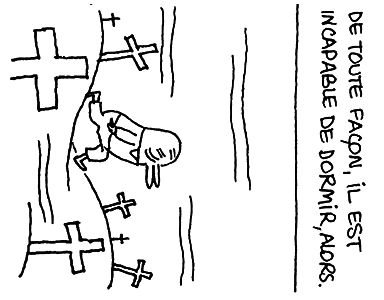 DE TOUTE FAÇON, IL EST
INCAPABLE DE DORMIR, ALORS.